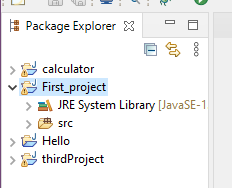 Package Explorer
calculator
First_project
JRE System Library [JavaSE-1
src
Hello
thirdProject